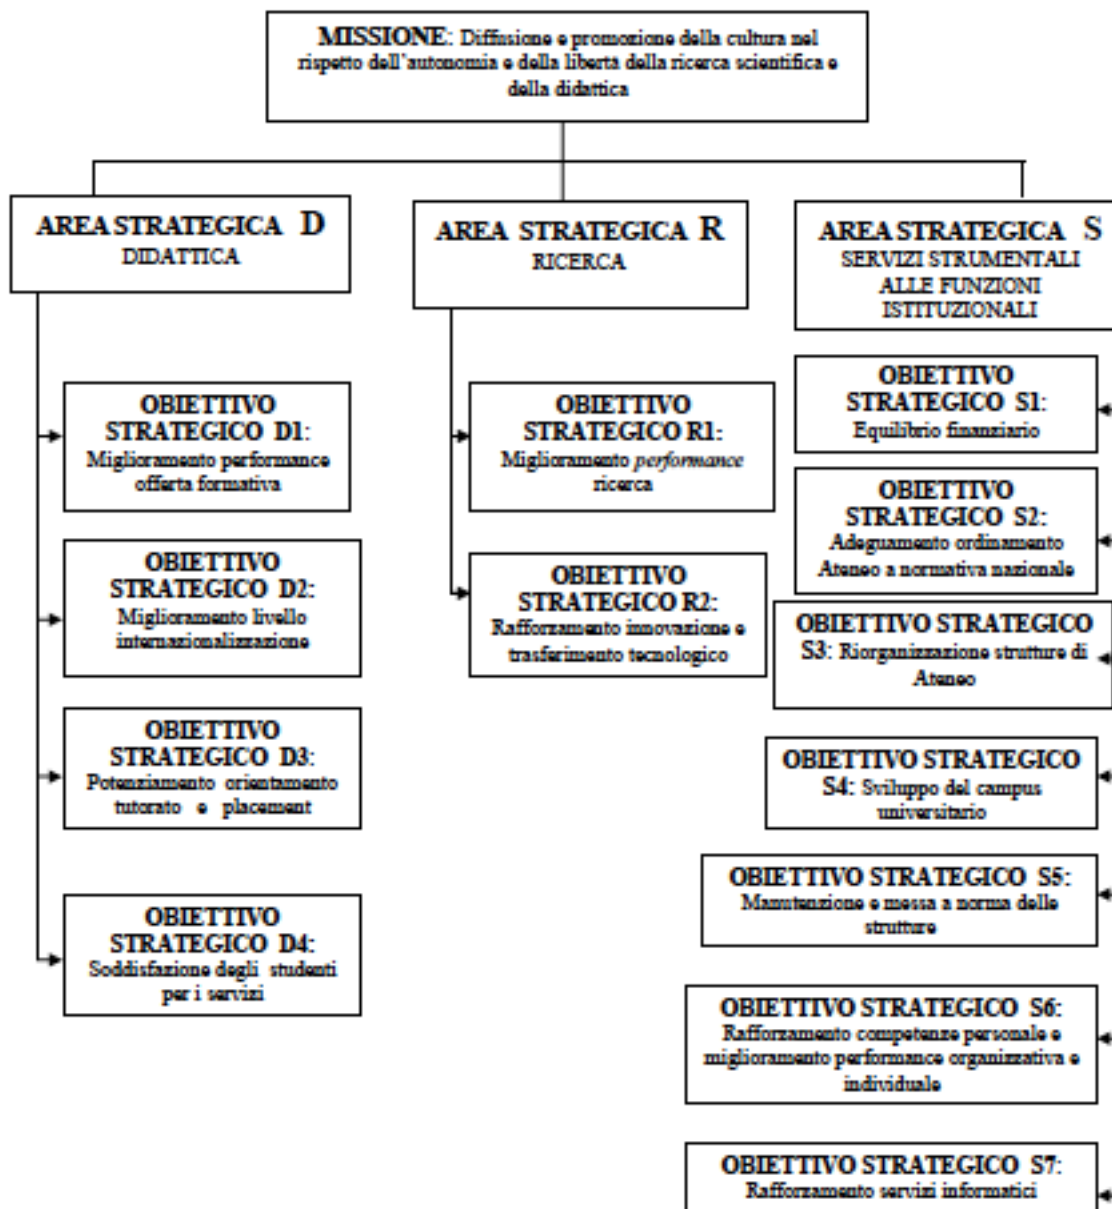 MISSIONE: Diffusione e promozione della cultura nel
rispetto dell'autonomia e della libertà della ricerca scientifica e
della didattica
AREA STRATEGICA D
DIDATTICA
OBIETTIVO
STRATEGICO D1:
Miglioramento performance
offerta formativa
OBIETTIVO
STRATEGICO D2:
Miglioramento livello
internazionalizzazione
OBIETTIVO
STRATEGICO D3:
Potenziamento orientamento
tutorato e placement
OBIETTIVO
STRATEGICO D4:
Soddisfazione degli studenti
per i servizi
AREA STRATEGICA R
RICERCA
OBIETTIVO
STRATEGICO R1:
Miglioramento performance
ricerca
OBIETTIVO
STRATEGICO R2:
Rafforzamento innovazione e
trasferimento tecnologico
AREA STRATEGICA S
SERVIZI STRUMENTALI
ALLE FUNZIONI
ISTITUZIONALI
OBIETTIVO
STRATEGICO S1:
Equilibrio finanziario
OBIETTIVO
STRATEGICO S2:
Adeguamento ordinamento
Ateneo a normativa nazionale
OBIETTIVO STRATEGICO
S3: Riorganizzazione strutture di
Ateneo
OBIETTIVO STRATEGICO
S4: Sviluppo del campus
universitario
OBIETTIVO STRATEGICO S5:
Manutenzione e messa a norma delle
strutture
OBIETTIVO STRATEGICO S6:
Rafforzamento competenze personale e
miglioramento performance organizzativa e
individuale
OBIETTIVO STRATEGICO S7:
Rafforzamento servizi informatici